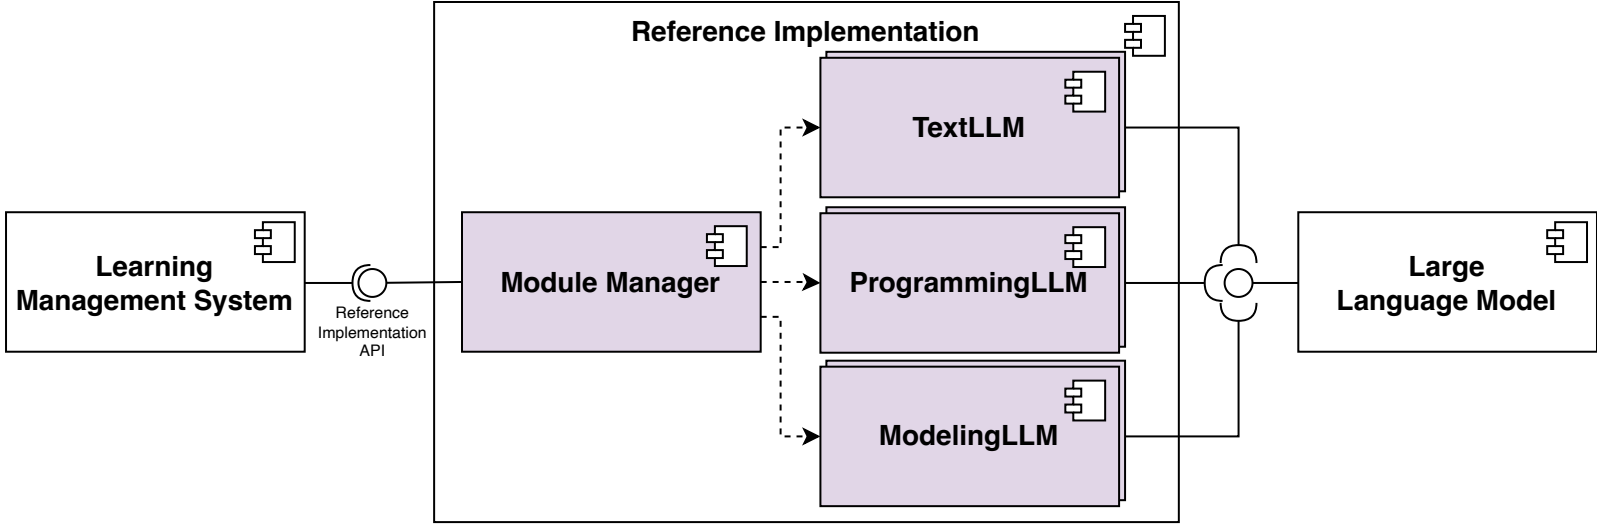 Reference Implementation
TextLLM
Learning
Management System
Reference
Implementation
API
Module Manager
ProgrammingLLM
ModelingLLM
Large
Language Model